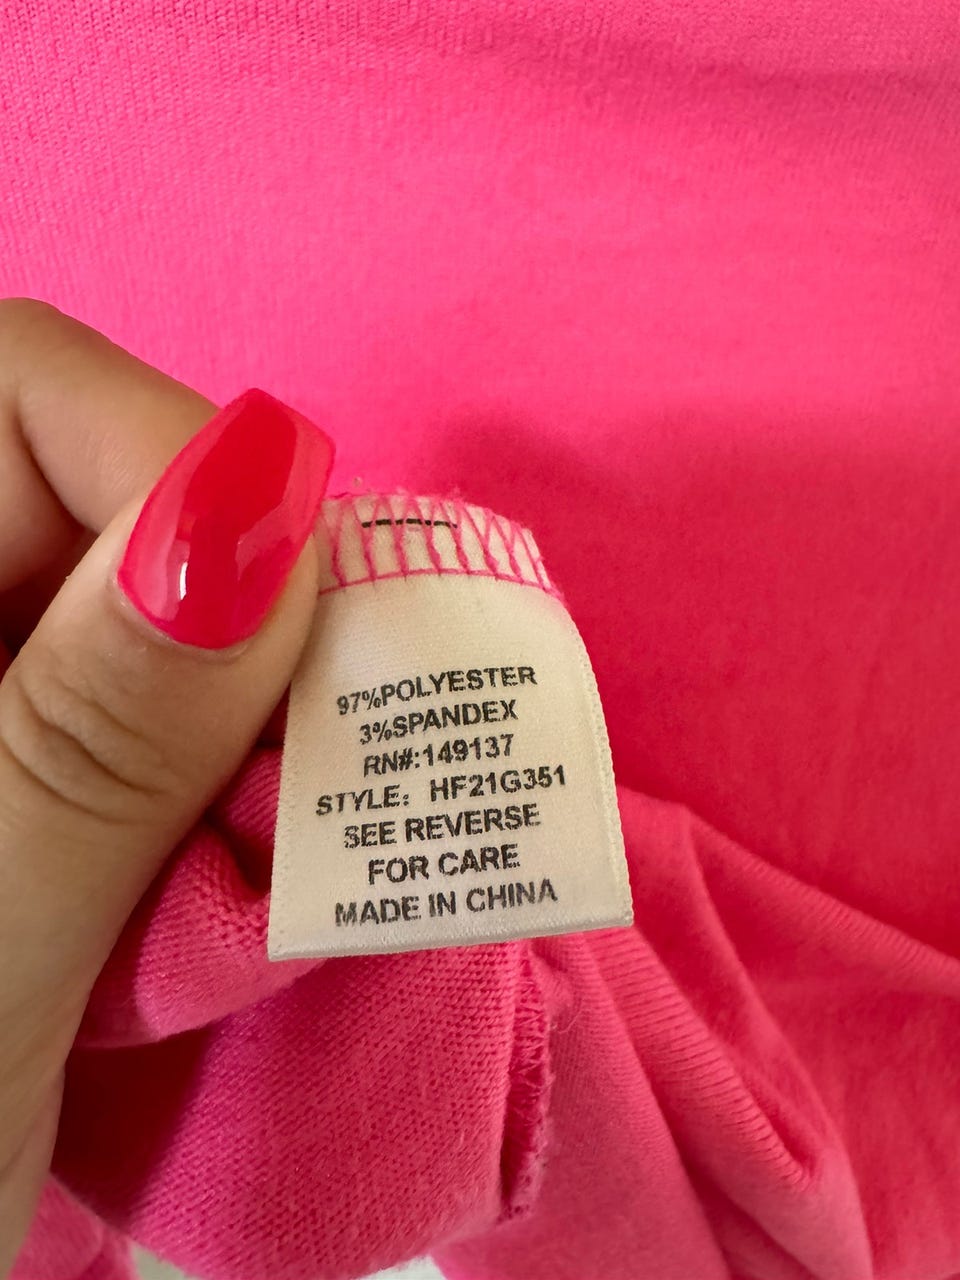 97%POLYESTER
3%SPANDEX
RN#:149137
STYLE: HF21G351
SEE REVERSE
FOR CARE
MADE IN CHINA